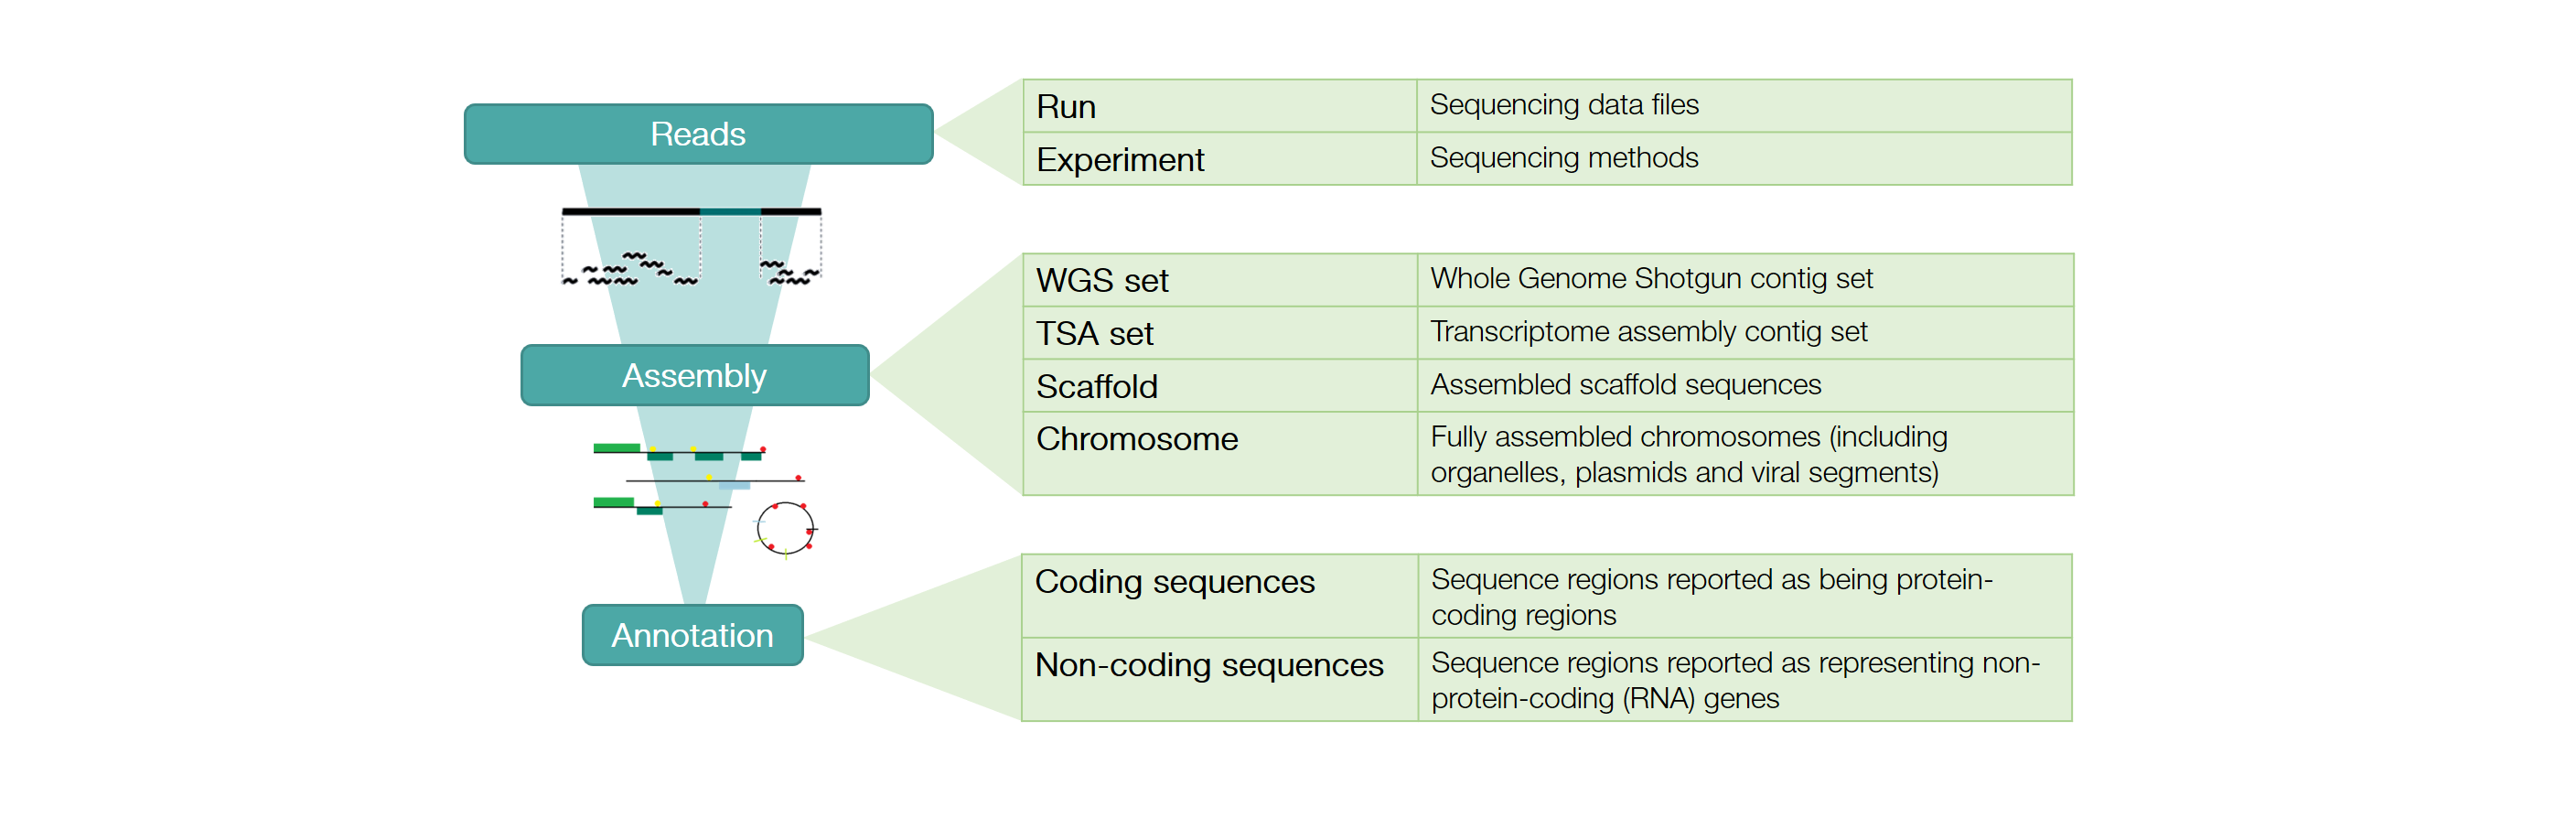 Reads
Run
Sequencing data files
Experiment
Sequencing methods
Assembly
WGS set
Whole Genome Shotgun contig set
TSA set
Transcriptome assembly contig set
Scaffold
Assembled scaffold sequences
Chromosome
Fully assembled chromosomes (including
organelles, plasmids and viral segments)
Annotation
Coding sequences
Sequence regions reported as being protein-
coding regions
Non-coding sequences
Sequence regions reported as representing non-
protein-coding (RNA) genes